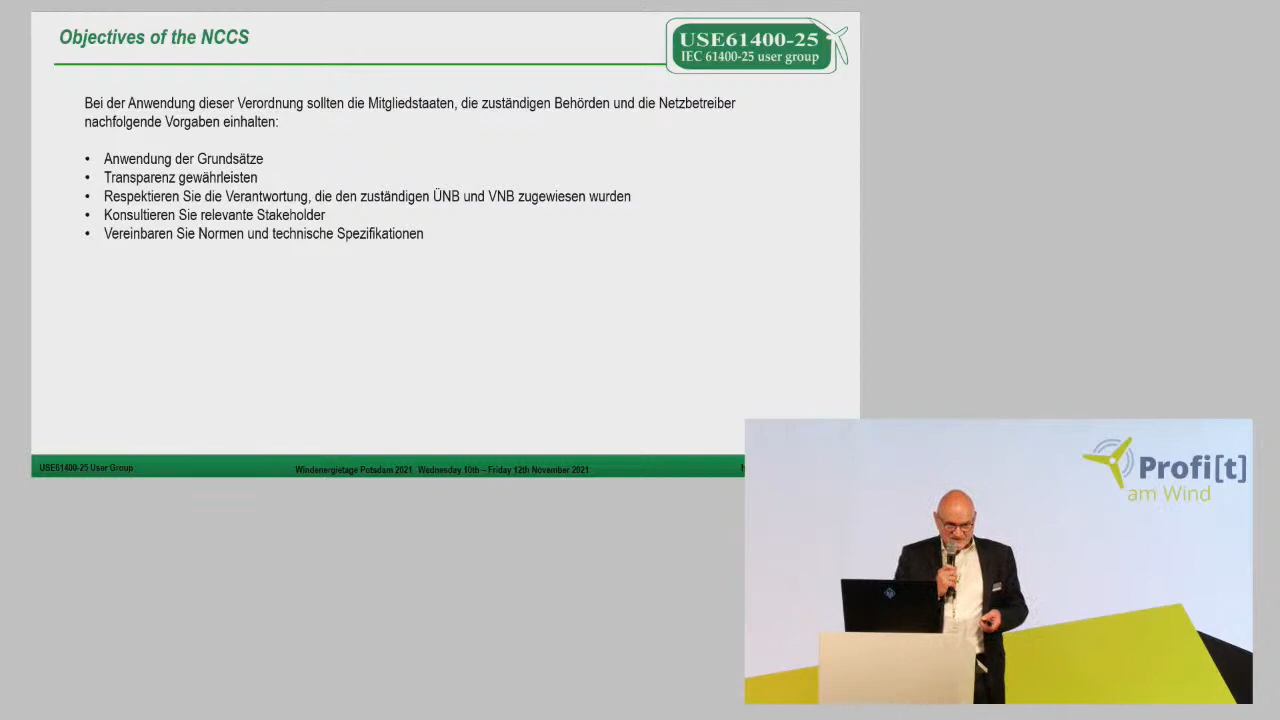 Objectives of the NCCS
USE61400-25
IEC 61400-25 user group
Bei der Anwendung dieser Verordnung sollten die Mitgliedstaaten, die zuständigen Behörden und die Netzbetreiber
nachfolgende Vorgaben einhalten:
• Anwendung der Grundsätze
• Transparenz gewährleisten
• Respektieren Sie die Verantwortung, die den zuständigen ÜNB und VNB zugewiesen wurden
• Konsultieren Sie relevante Stakeholder
• Vereinbaren Sie Normen und technische Spezifikationen
USE61400-25 User Group
Windenergietage Potsdam 2021 Wednesday 10th – Friday 12th November 2021
Profi[t]
am Wind